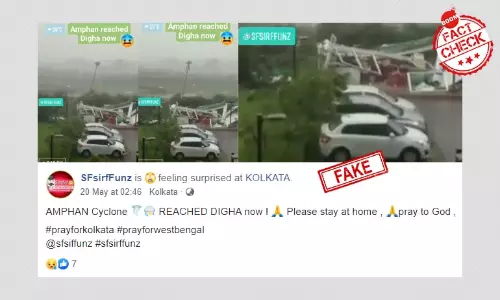 Amphan reached
Digha now
Amphan reached
Digha now
@SFSIRFFUNZ
BOOM
FACT
CHECK
FAKE
SFsirfFunz is feeling surprised at KOLKATA.
20 May at 02:46 Kolkata
AMPHAN Cyclone 🌪️ 🌪️ REACHED DIGHA now I 🙏 Please stay at home , 🙏pray to God ,
#prayforkolkata #prayforwestbengal
@sfsiffunz #sfsirffunz
7